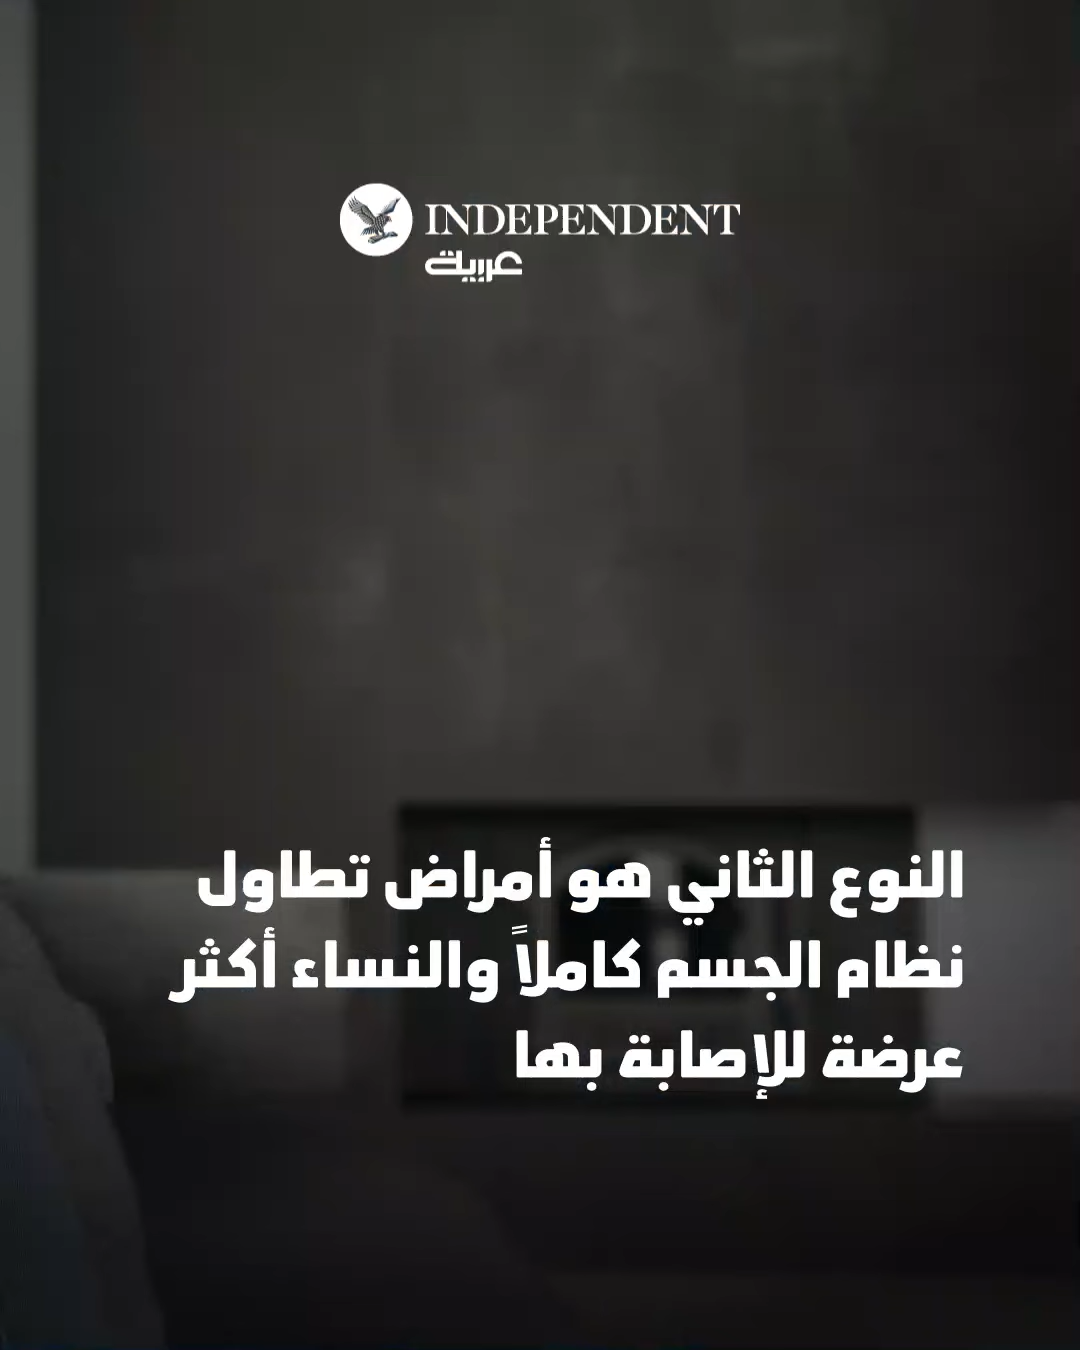 INDEPENDENT
عربية
النوع الثاني هو أمراض تطاول
نظام الجسم كاملاً والنساء أكثر
عرضة للإصابة بها